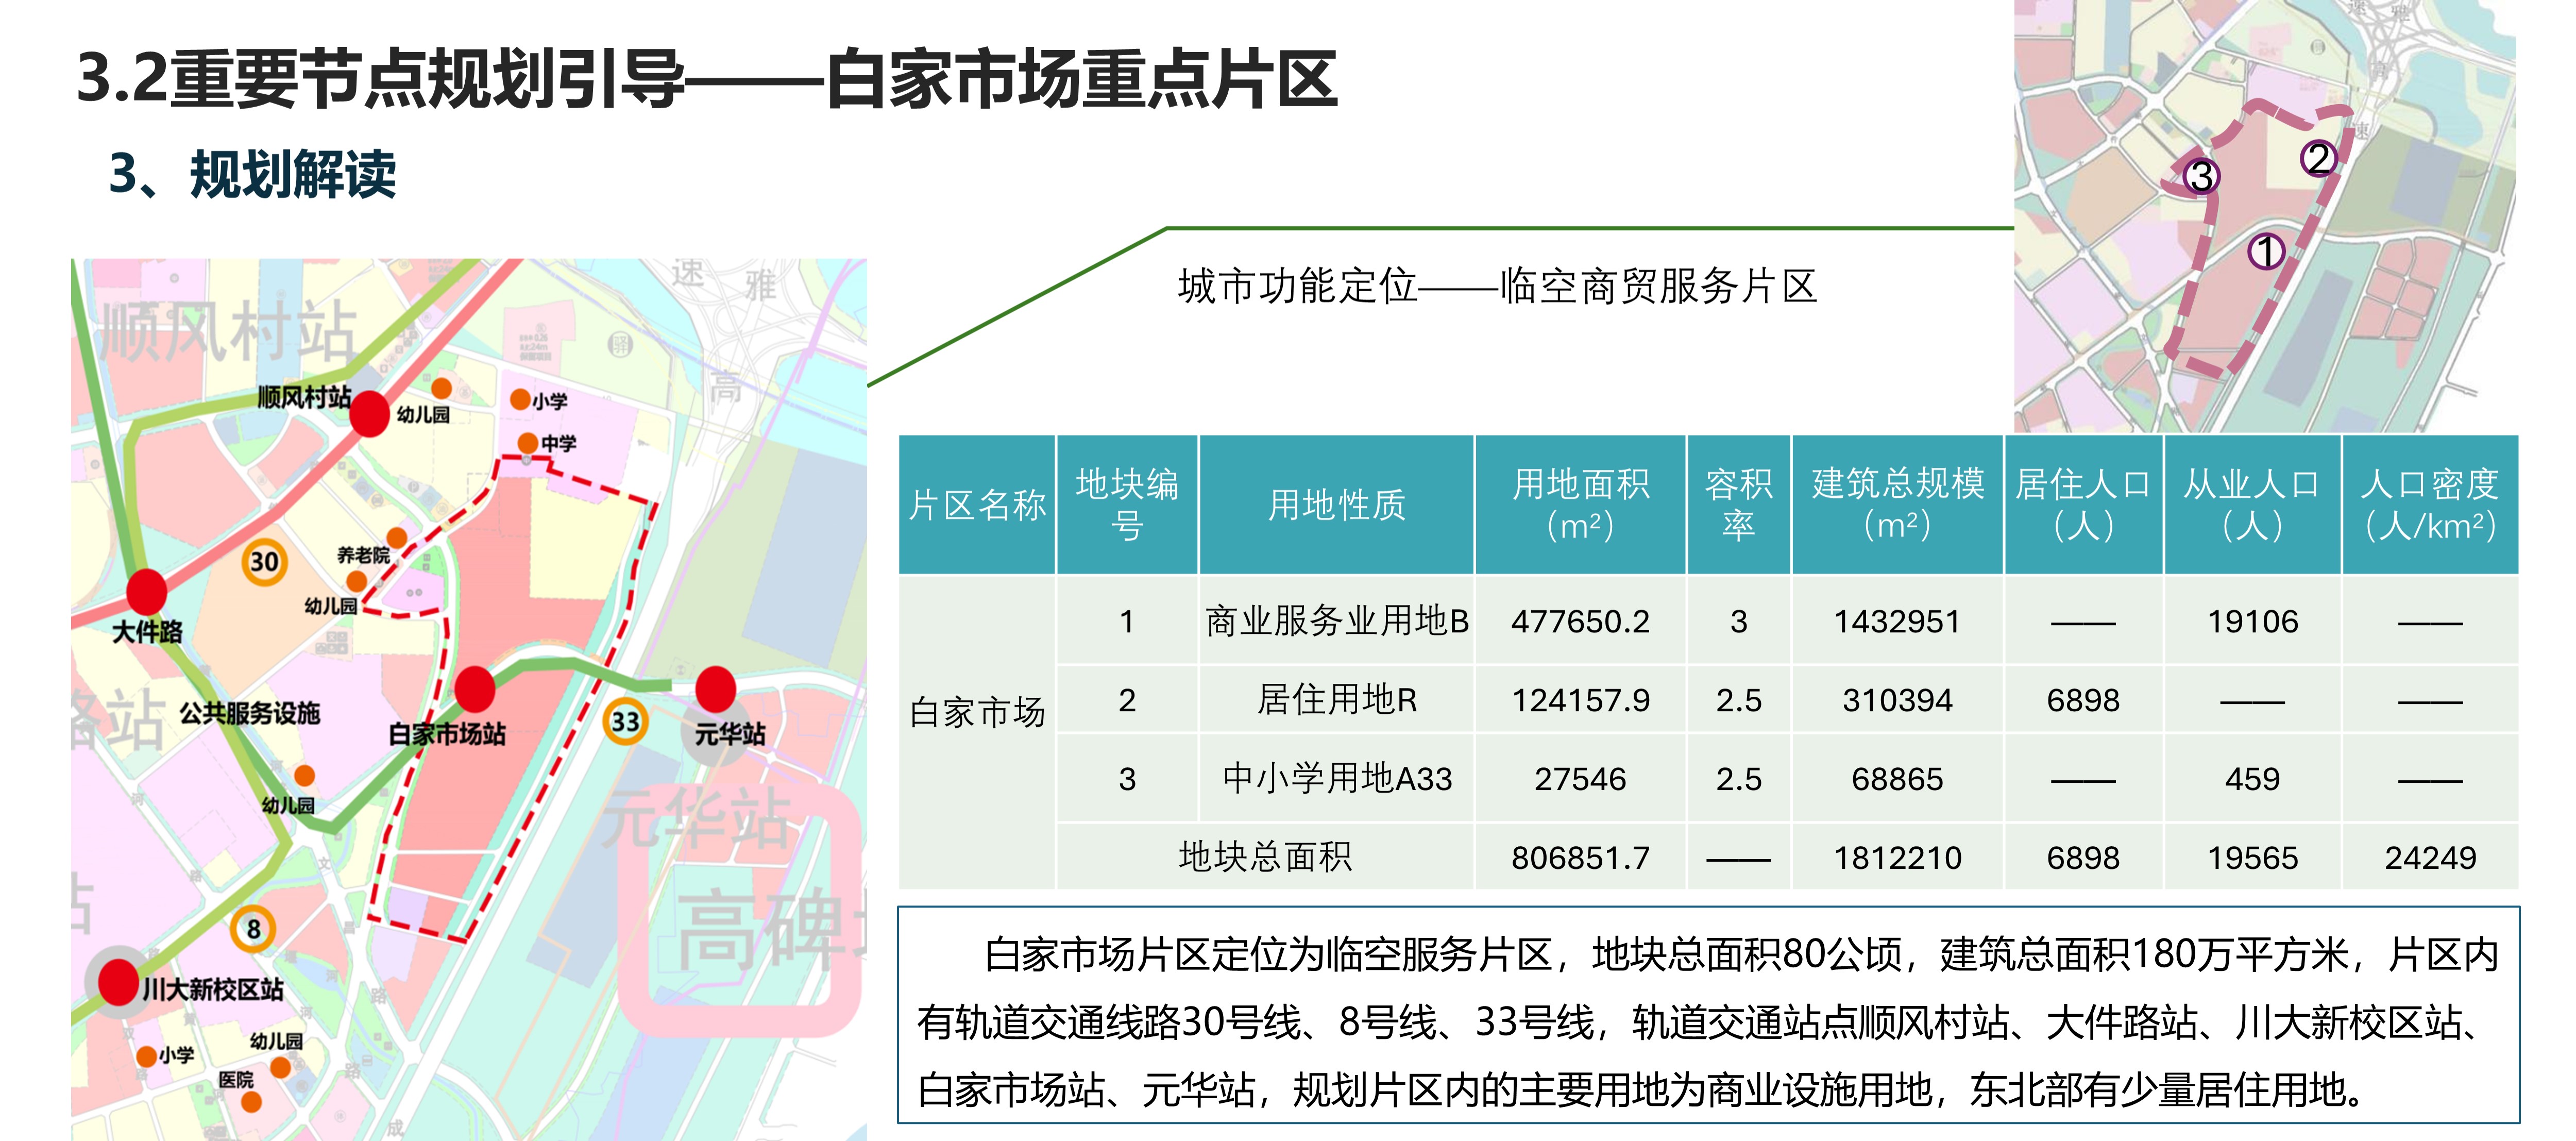 3.2重要节点规划引导——白家市场重点片区
3、规划解读
城市功能定位——临空商贸服务片区
速
雅
高
速
③
②
①
顺风村站
速
雅
高
驿
顺风村站
幼儿园
小学
中学
30
养老院
幼儿园
大件路
路站
公共服务设施
白家市场站
33
元华站
幼儿园
元华站
高碑
站
8
川大新校区站
小学
幼儿园
医院
文
路
河
路
成
片区名称 地块编号 用地性质 用地面积（m²） 容积率 建筑总规模（m²） 居住人口（人） 从业人口（人） 人口密度（人/km²）
白家市场
1 商业服务业用地B 477650.2 3 1432951 —— 19106 ——
2 居住用地R 124157.9 2.5 310394 6898 —— ——
3 中小学用地A33 27546 2.5 68865 —— 459 ——
地块总面积 806851.7 —— 1812210 6898 19565 24249
白家市场片区定位为临空服务片区，地块总面积80公顷，建筑总面积180万平方米，片区内
有轨道交通线路30号线、8号线、33号线，轨道交通站点顺风村站、大件路站、川大新校区站、
白家市场站、元华站，规划片区内的主要用地为商业设施用地，东北部有少量居住用地。